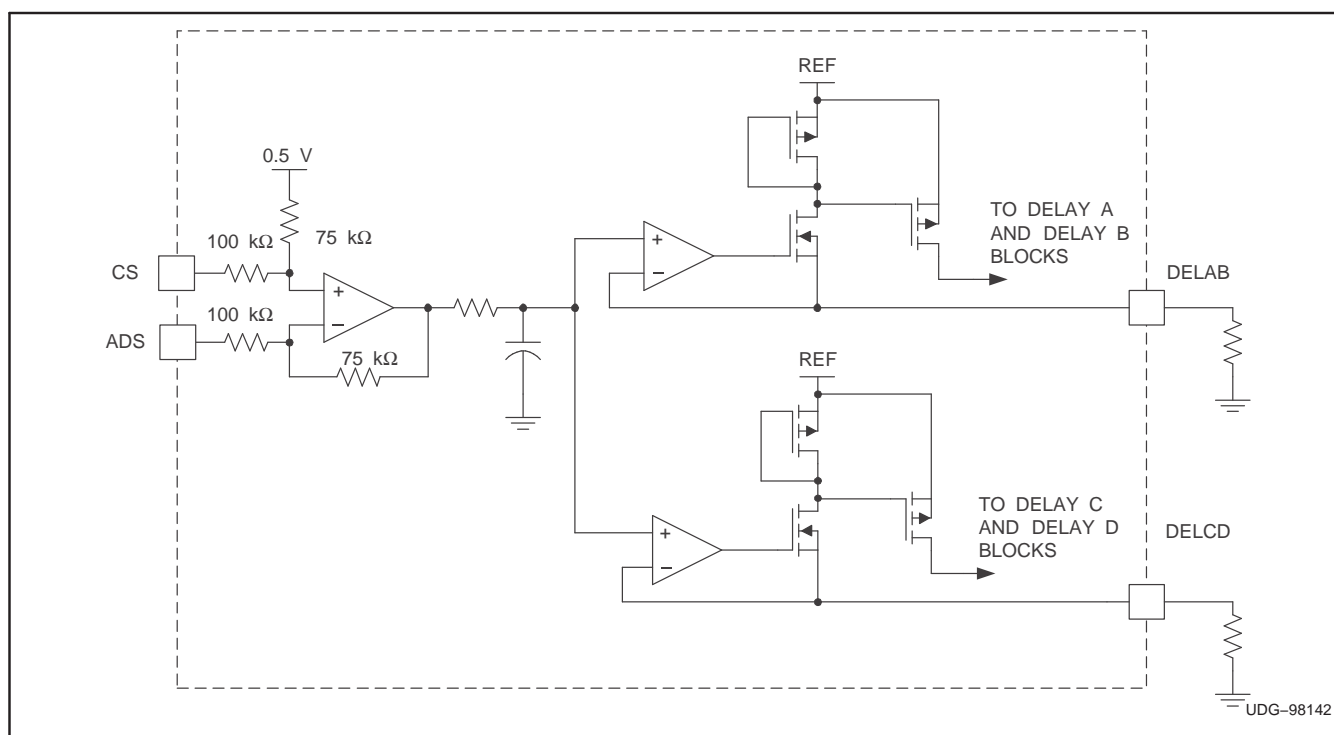 REF
0.5 V
75 kΩ
100 kΩ
CS
+
−
100 kΩ
ADS
75 kΩ
+
−
TO DELAY A
AND DELAY B
BLOCKS
DELAB
REF
+
−
TO DELAY C
AND DELAY D
BLOCKS
DELCD
UDG–98142